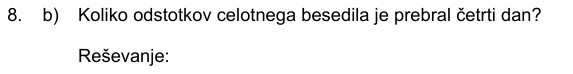 8. b) Koliko odstotkov celotnega besedila je prebral četrti dan?
Reševanje: